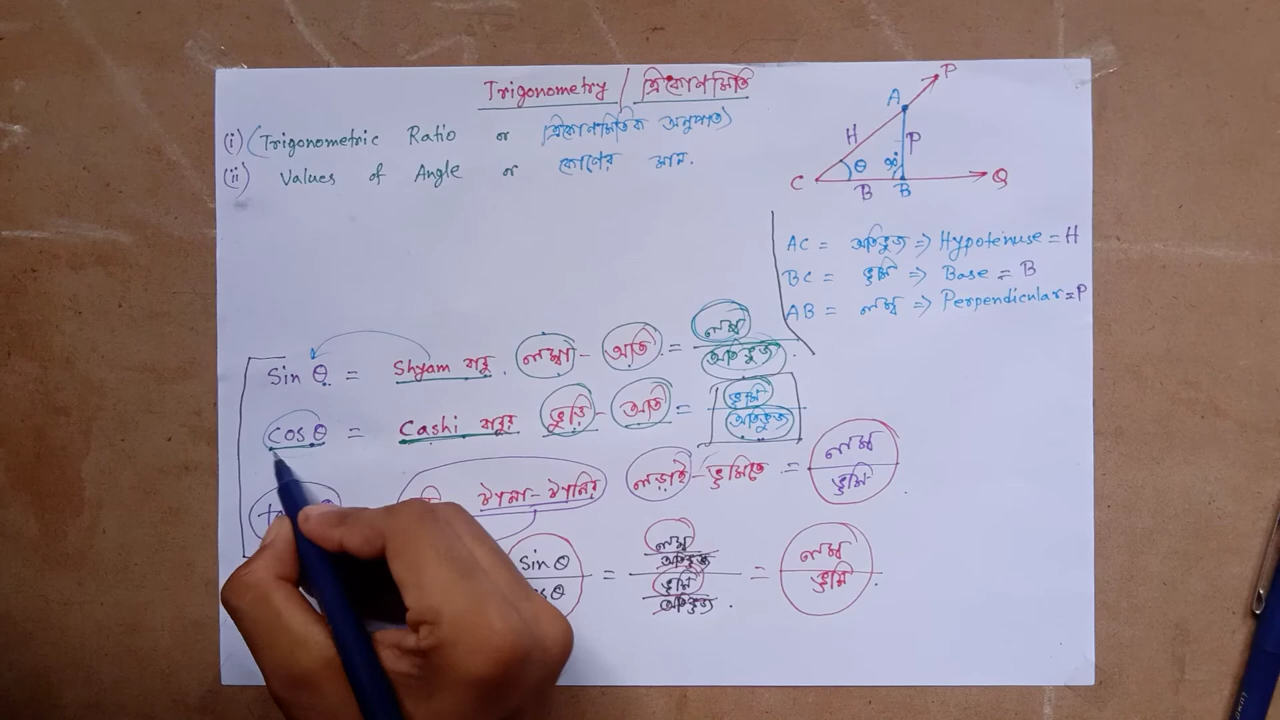 Trigonometry / ত্রিকোণমিতি
(i) (Trigonometric Ratio or ত্রিকোণমিতিক অনুপাত)
(ii) Values of Angle or কোণের মান.
P
A
H
P
θ
90°
C
B
B
Q
AC = অতিভুজ => Hypotenuse = H
BC = ভূমি => Base = B
AB = লম্ব => Perpendicular = P
Sin θ = Shyam বাবু. লম্বা - অতি = লম্ব / অতিভুজ.
Cos θ = Cashi বাবুর ভুড়ি - অতি = ভূমি / অতিভুজ
ঠ্যালা - ঠ্যালির লড়াই - ভূমিতে = লম্ব / ভূমি.
sin θ = লম্ব / অতিভুজ / ভূমি / অতিভুজ. = লম্ব / ভূমি.